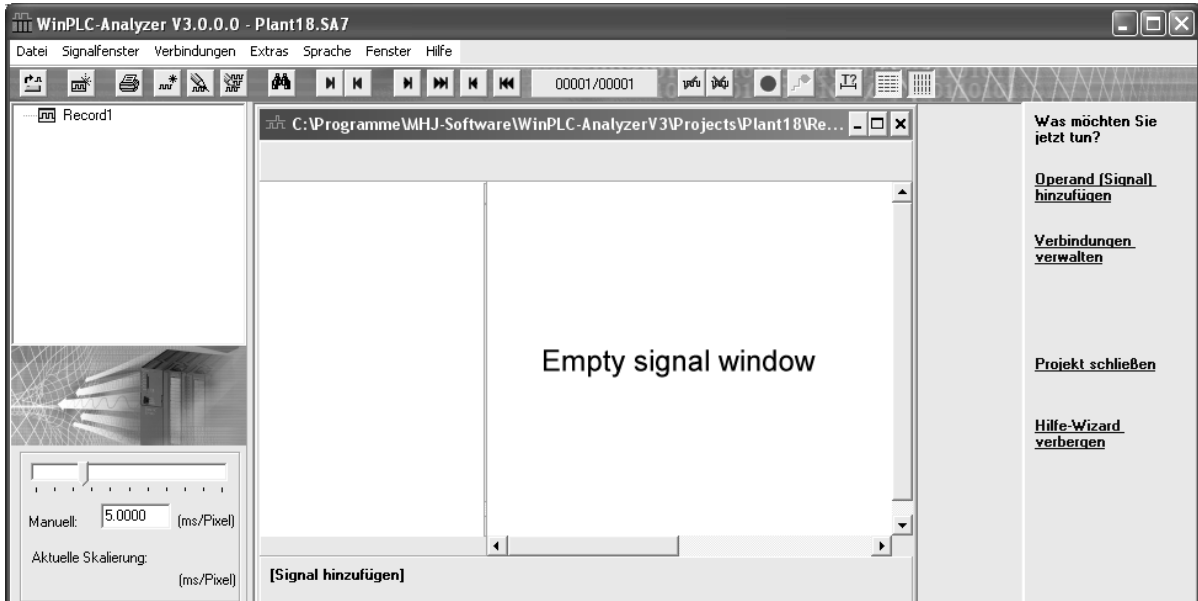 WinPLC-Analyzer V3.0.0.0 - Plant18.SA7
Datei Signalfenster Verbindungen Extras Sprache Fenster Hilfe
00001/00001
Record1
C:\Programme\MHJ-Software\WinPLC-AnalyzerV3\Projects\Plant18\Re...
Empty signal window
[Signal hinzufügen]
Manuell: 5.0000 (ms/Pixel)
Aktuelle Skalierung:
(ms/Pixel)
Was möchten Sie
jetzt tun?
Operand (Signal)
hinzufügen
Verbindungen
verwalten
Projekt schließen
Hilfe-Wizard
verbergen